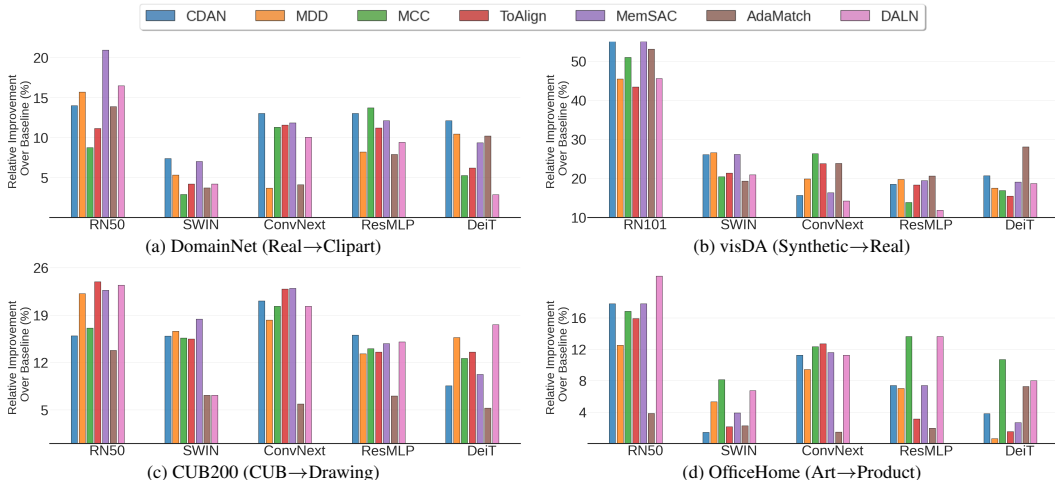 CDAN MDD MCC ToAlign MemSAC AdaMatch DALN
Relative Improvement
Over Baseline (%)
20
15
10
5
RN50 SWIN ConvNext ResMLP DeiT
(a) DomainNet (Real→Clipart)
Relative Improvement
Over Baseline (%)
50
40
30
20
10
RN101 SWIN ConvNext ResMLP DeiT
(b) visDA (Synthetic→Real)
Relative Improvement
Over Baseline (%)
26
19
12
5
RN50 SWIN ConvNext ResMLP DeiT
(c) CUB200 (CUB→Drawing)
Relative Improvement
Over Baseline (%)
16
12
8
4
RN50 SWIN ConvNext ResMLP DeiT
(d) OfficeHome (Art→Product)